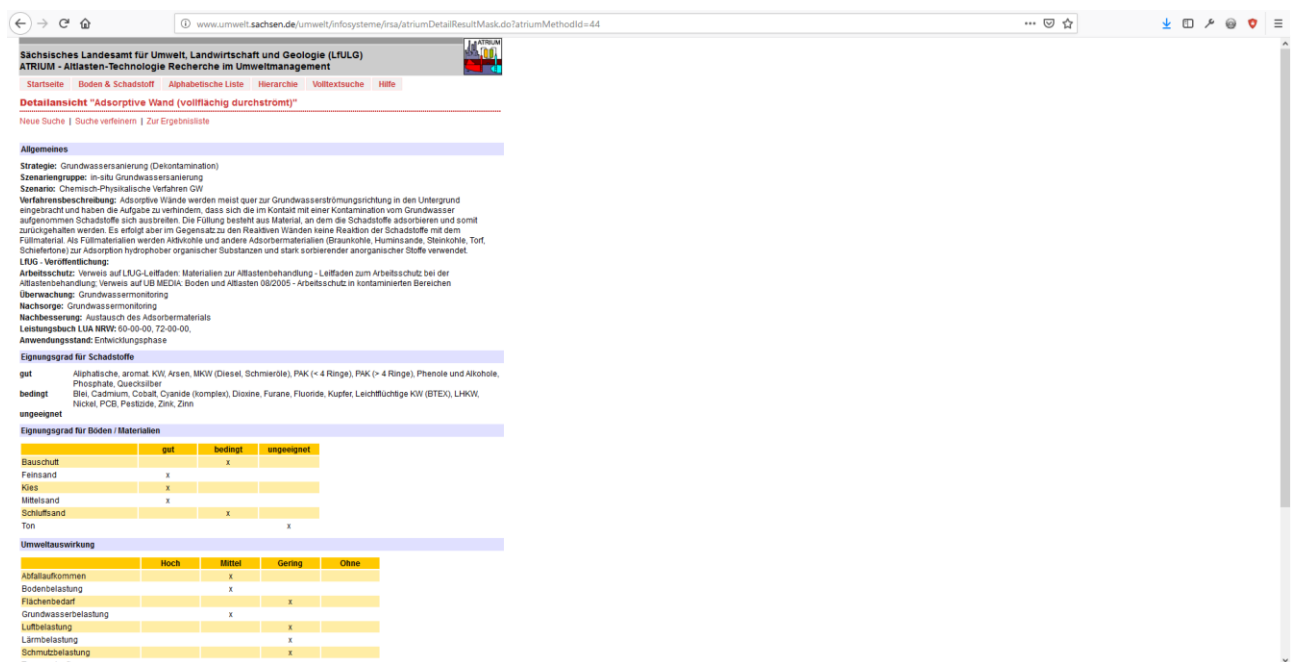 www.umwelt.sachsen.de/umwelt/infosysteme/irsa/atriumDetailResultMask.do?atriumMethodId=44
Sächsisches Landesamt für Umwelt, Landwirtschaft und Geologie (LfULG)
ATRIUM - Altlasten-Technologie Recherche im Umweltmanagement
ATRIUM
Startseite Boden & Schadstoff Alphabetische Liste Hierarchie Volltextsuche Hilfe
Detailansicht "Adsorptive Wand (vollflächig durchströmt)"
Neue Suche | Suche verfeinern | Zur Ergebnisliste
Allgemeines
Strategie: Grundwassersanierung (Dekontamination)
Szenariengruppe: in-situ Grundwassersanierung
Szenario: Chemisch-Physikalische Verfahren GW
Verfahrensbeschreibung: Adsorptive Wände werden meist quer zur Grundwasserströmungsrichtung in den Untergrund
eingebracht und haben die Aufgabe zu verhindern, dass sich die im Kontakt mit einer Kontamination vom Grundwasser
aufgenommen Schadstoffe sich ausbreiten. Die Füllung besteht aus Material, an dem die Schadstoffe adsorbieren und somit
zurückgehalten werden. Es erfolgt aber im Gegensatz zu den Reaktiven Wänden keine Reaktion der Schadstoffe mit dem
Füllmaterial. Als Füllmaterialien werden Aktivkohle und andere Adsorbermaterialien (Braunkohle, Huminsande, Steinkohle, Torf,
Schiefertone) zur Adsorption hydrophober organischer Substanzen und stark sorbierender anorganischer Stoffe verwendet.
LfUG - Veröffentlichung:
Arbeitsschutz: Verweis auf LfUG-Leitfaden: Materialien zur Altlastenbehandlung - Leitfaden zum Arbeitsschutz bei der
Altlastenbehandlung; Verweis auf UB MEDIA: Boden und Altlasten 08/2005 - Arbeitsschutz in kontaminierten Bereichen
Überwachung: Grundwassermonitoring
Nachsorge: Grundwassermonitoring
Nachbesserung: Austausch des Adsorbermaterials
Leistungsbuch LUA NRW: 60-00-00, 72-00-00,
Anwendungsstand: Entwicklungsphase
Eignungsgrad für Schadstoffe
gut Aliphatische, aromat. KW, Arsen, MKW (Diesel, Schmieröle), PAK (< 4 Ringe), PAK (> 4 Ringe), Phenole und Alkohole,
Phosphate, Quecksilber
bedingt Blei, Cadmium, Cobalt, Cyanide (komplex), Dioxine, Furane, Fluoride, Kupfer, Leichtflüchtige KW (BTEX), LHKW,
Nickel, PCB, Pestizide, Zink, Zinn
ungeeignet
Eignungsgrad für Böden / Materialien
gut bedingt ungeeignet
Bauschutt x
Feinsand x
Kies x
Mittelsand x
Schluffsand x
Ton x
Umweltauswirkung
Hoch Mittel Gering Ohne
Abfallaufkommen x
Bodenbelastung x
Flächenbedarf x
Grundwasserbelastung x
Luftbelastung x
Lärmbelastung x
Schmutzbelastung x